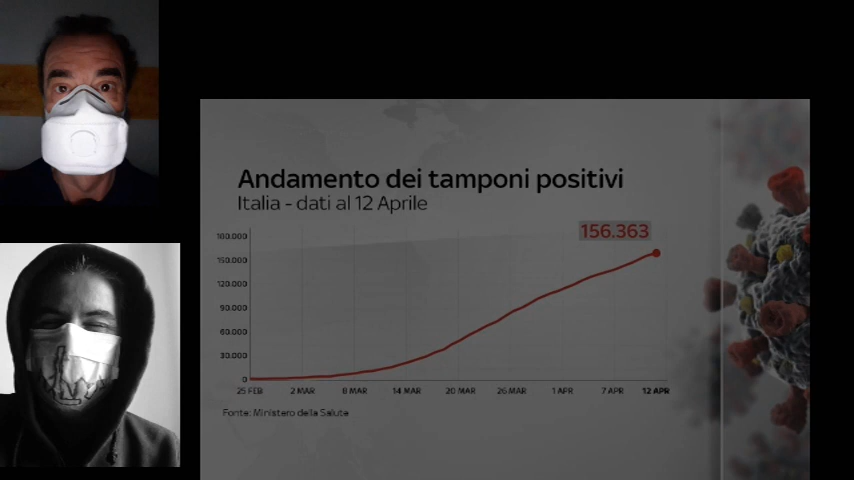 Andamento dei tamponi positivi
Italia - dati al 12 Aprile
156.363
180.000
150.000
120.000
90.000
60.000
30.000
0
25 FEB 2 MAR 8 MAR 14 MAR 20 MAR 26 MAR 1 APR 7 APR 12 APR
Fonte: Ministero della Salute